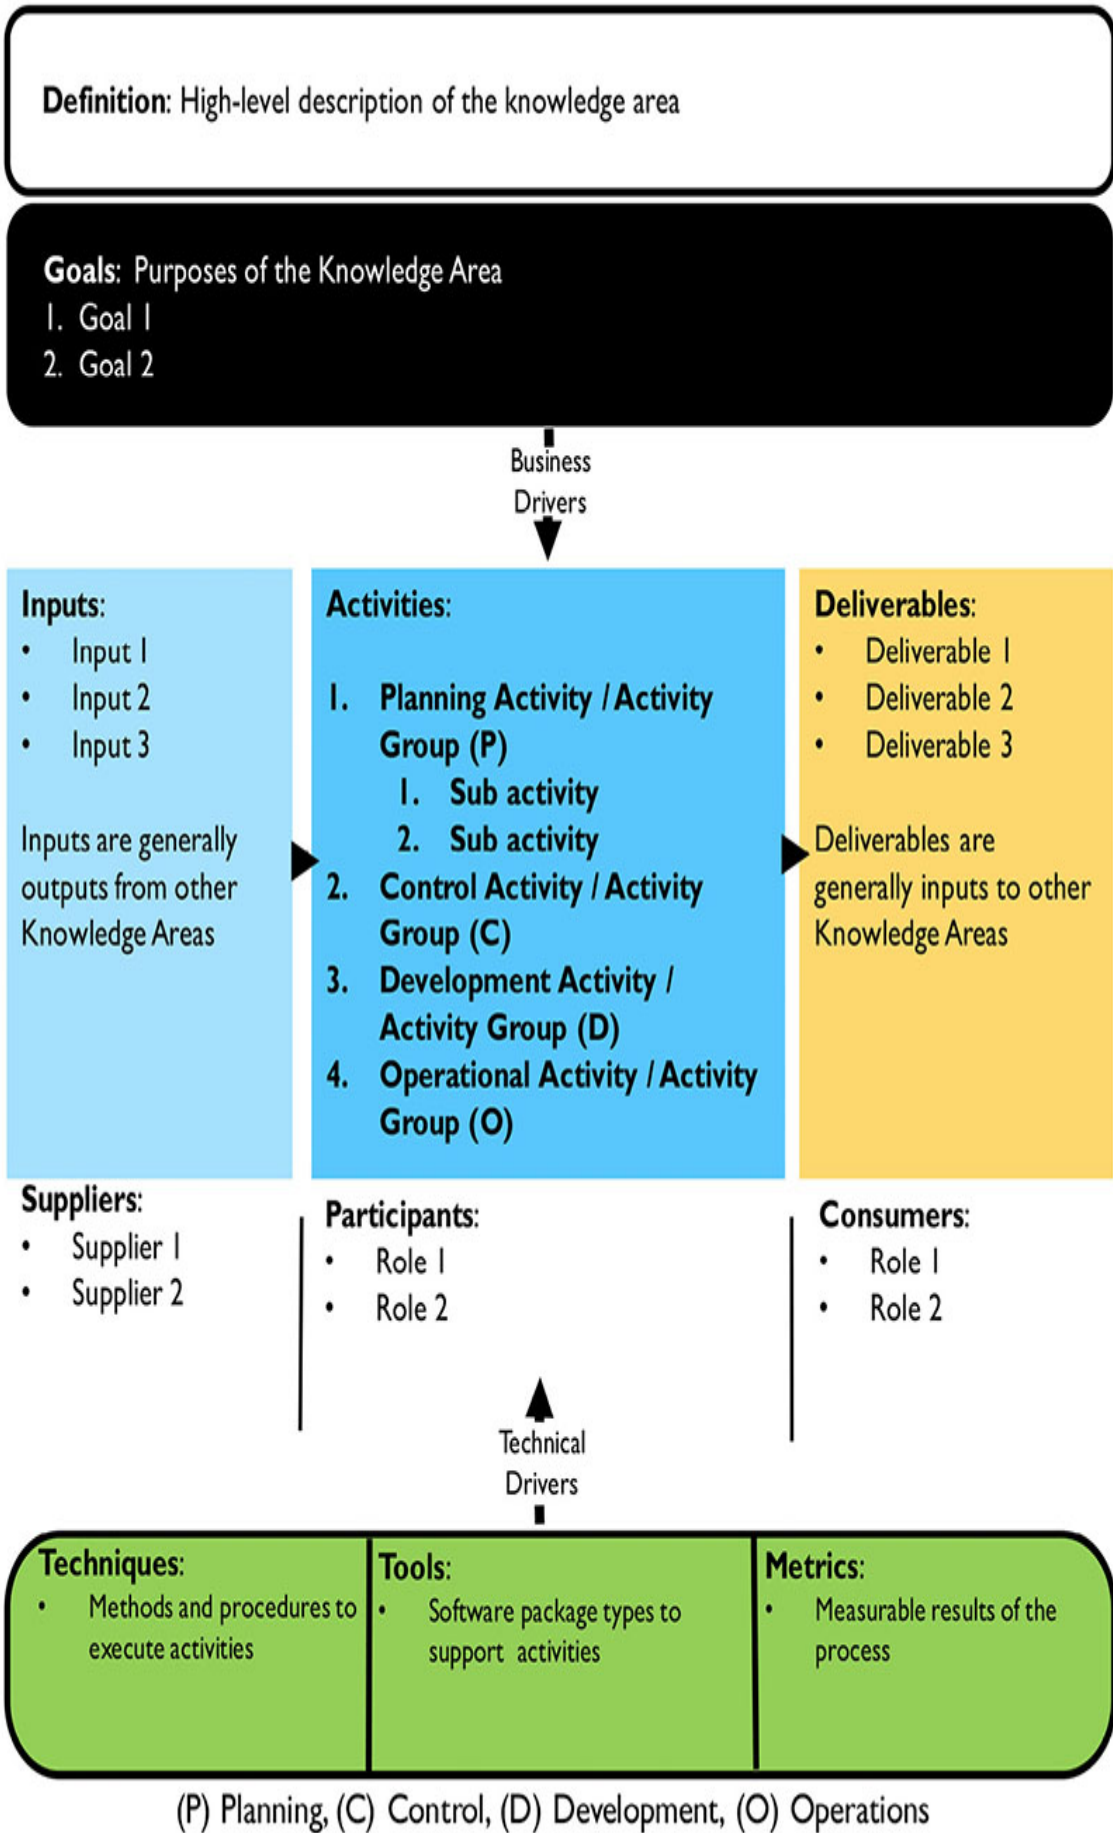 Definition: High-level description of the knowledge area
Goals: Purposes of the Knowledge Area
1. Goal 1
2. Goal 2
Business
Drivers
Inputs:
• Input 1
• Input 2
• Input 3
Inputs are generally
outputs from other
Knowledge Areas
Activities:
1. Planning Activity / Activity
Group (P)
1. Sub activity
2. Sub activity
2. Control Activity / Activity
Group (C)
3. Development Activity /
Activity Group (D)
4. Operational Activity / Activity
Group (O)
Deliverables:
• Deliverable 1
• Deliverable 2
• Deliverable 3
Deliverables are
generally inputs to other
Knowledge Areas
Suppliers:
• Supplier 1
• Supplier 2
Participants:
• Role 1
• Role 2
Consumers:
• Role 1
• Role 2
Technical
Drivers
Techniques:
• Methods and procedures to
execute activities
Tools:
• Software package types to
support activities
Metrics:
• Measurable results of the
process
(P) Planning, (C) Control, (D) Development, (O) Operations